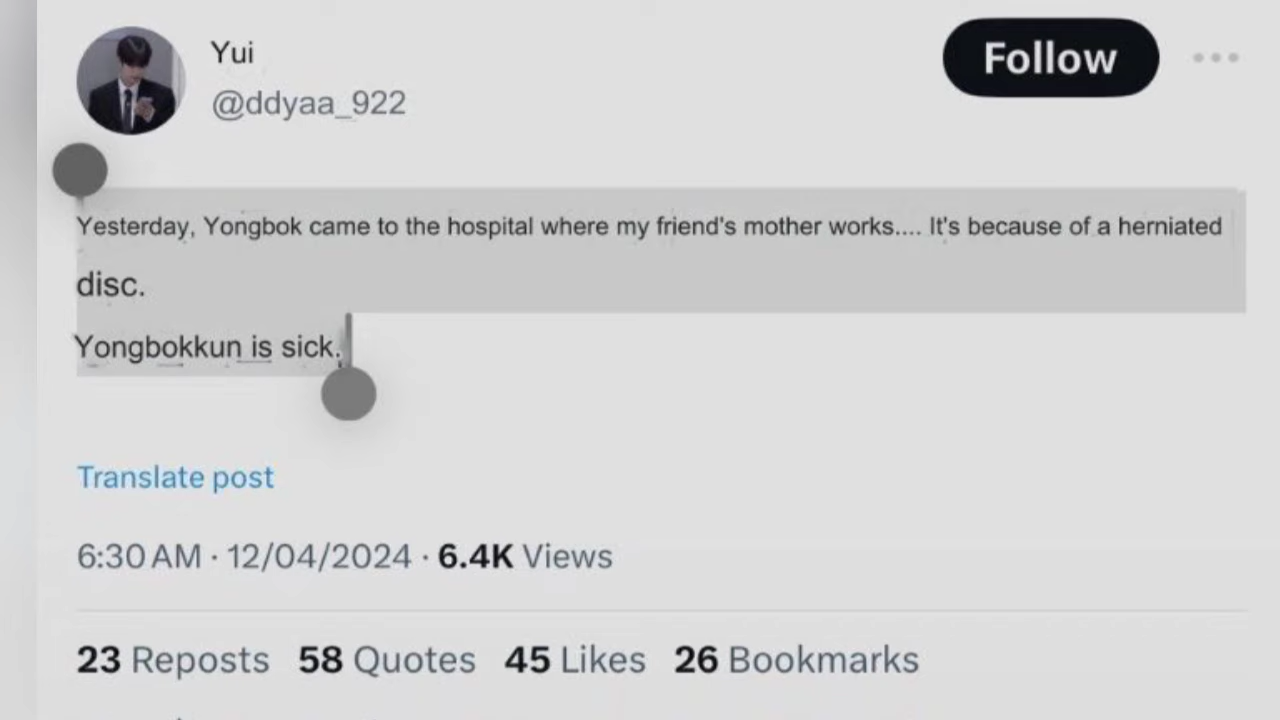 Yui
Follow
@ddyaa_922
Yesterday, Yongbok came to the hospital where my friend's mother works.... It's because of a herniated
disc.
Yongbokkun is sick.
Translate post
6:30 AM · 12/04/2024 · 6.4K Views
23 Reposts 58 Quotes 45 Likes 26 Bookmarks